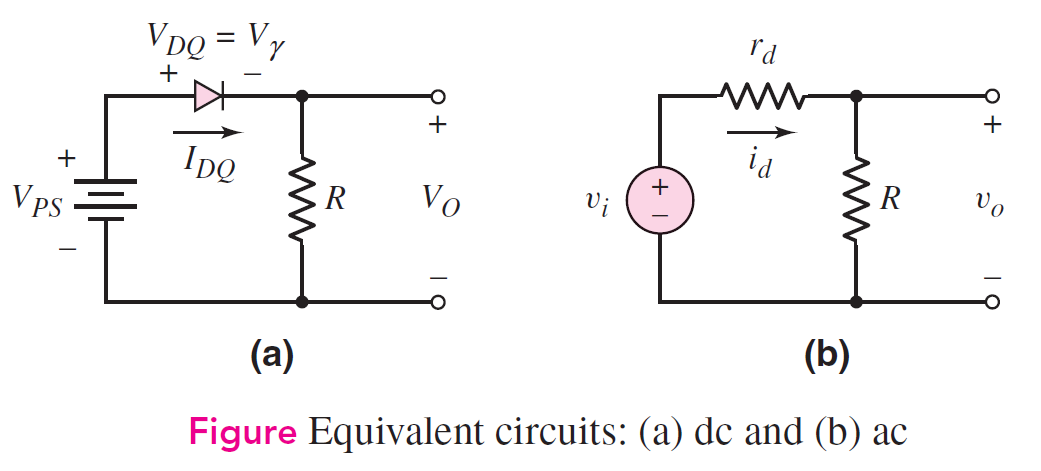 V_DQ = V_γ
+ −
I_DQ
+
V_PS
−
R
+
V_O
−
(a)
r_d
i_d
v_i
+
−
R
+
v_o
−
(b)
Figure Equivalent circuits: (a) dc and (b) ac